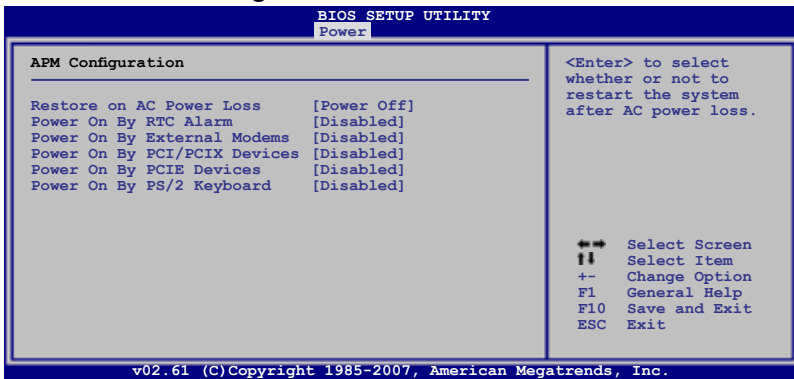 BIOS SETUP UTILITY
Power
APM Configuration
Restore on AC Power Loss [Power Off]
Power On By RTC Alarm [Disabled]
Power On By External Modems [Disabled]
Power On By PCI/PCIX Devices [Disabled]
Power On By PCIE Devices [Disabled]
Power On By PS/2 Keyboard [Disabled]
<Enter> to select
whether or not to
restart the system
after AC power loss.
←→ Select Screen
↑↓ Select Item
+- Change Option
F1 General Help
F10 Save and Exit
ESC Exit
v02.61 (C)Copyright 1985-2007, American Megatrends, Inc.